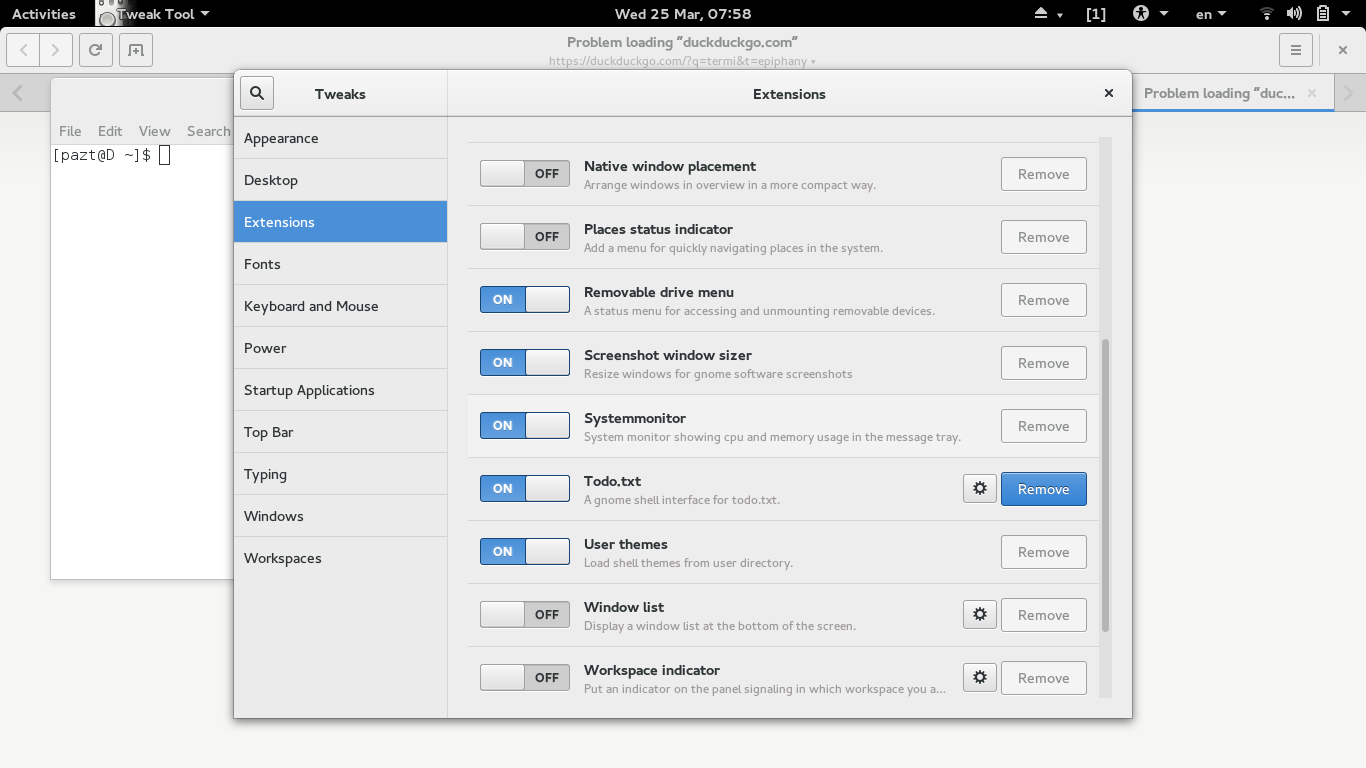 Activities
Tweak Tool
Wed 25 Mar, 07:58
[1]
en
Problem loading “duckduckgo.com”
https://duckduckgo.com/?q=termi&t=epiphany
Problem loading “duc...
File Edit View Search
[pazt@D ~]$
Tweaks
Extensions
Appearance
Desktop
Extensions
Fonts
Keyboard and Mouse
Power
Startup Applications
Top Bar
Typing
Windows
Workspaces
OFF Native window placement Remove
Arrange windows in overview in a more compact way.
OFF Places status indicator Remove
Add a menu for quickly navigating places in the system.
ON Removable drive menu Remove
A status menu for accessing and unmounting removable devices.
ON Screenshot window sizer Remove
Resize windows for gnome software screenshots
ON Systemmonitor Remove
System monitor showing cpu and memory usage in the message tray.
ON Todo.txt Remove
A gnome shell interface for todo.txt.
ON User themes Remove
Load shell themes from user directory.
OFF Window list Remove
Display a window list at the bottom of the screen.
OFF Workspace indicator Remove
Put an indicator on the panel signaling in which workspace you a...